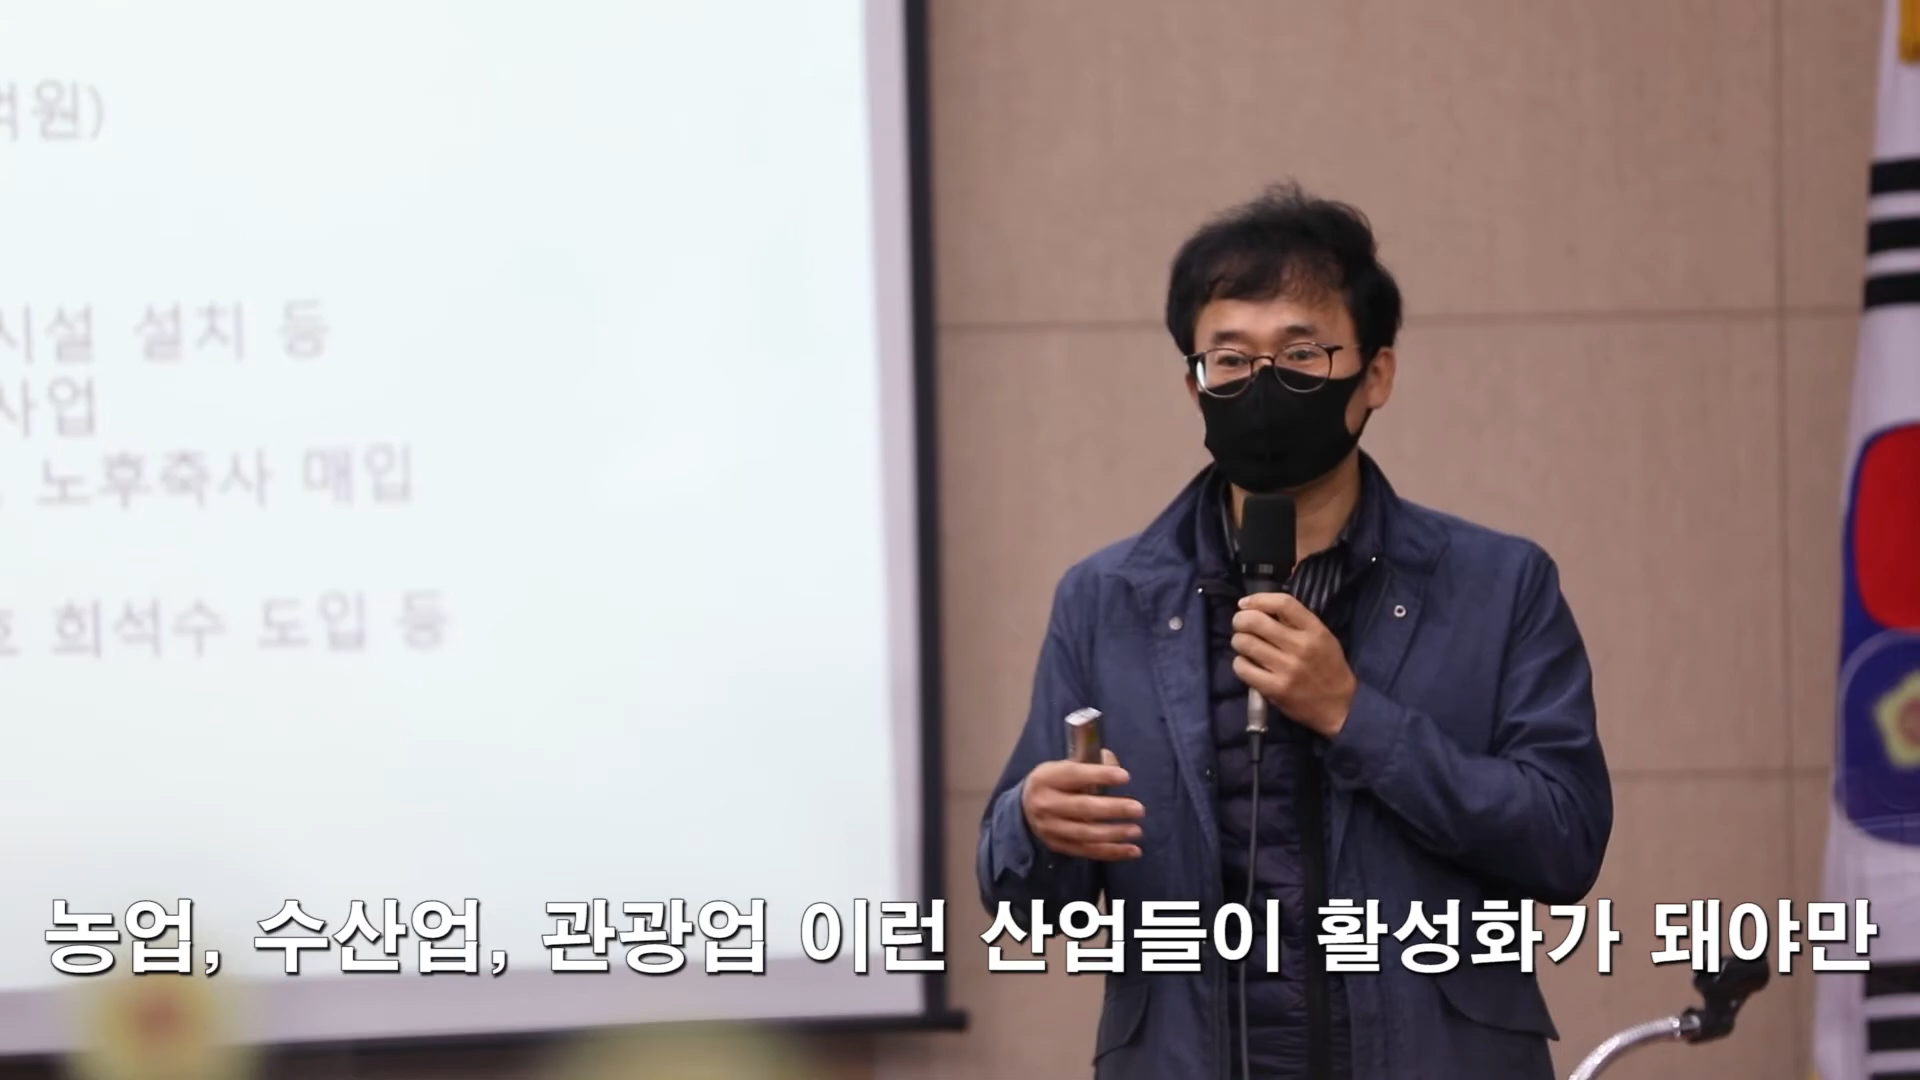 억원)
시설 설치 등
사업
노후축사 매입
호 희석수 도입 등
농업, 수산업, 관광업 이런 산업들이 활성화가 돼야만